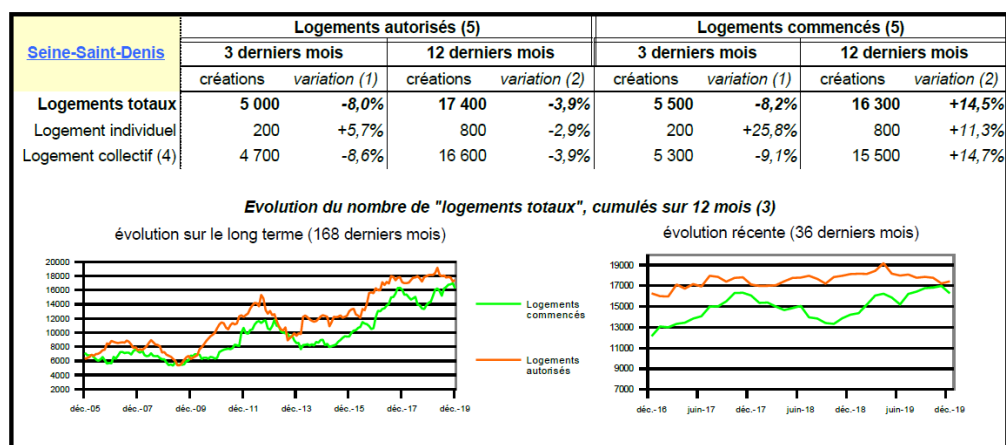 Seine-Saint-Denis
Logements autorisés (5) Logements commencés (5)
3 derniers mois 12 derniers mois 3 derniers mois 12 derniers mois
créations variation (1) créations variation (2) créations variation (1) créations variation (2)
Logements totaux 5 000 -8,0% 17 400 -3,9% 5 500 -8,2% 16 300 +14,5%
Logement individuel 200 +5,7% 800 -2,9% 200 +25,8% 800 +11,3%
Logement collectif (4) 4 700 -8,6% 16 600 -3,9% 5 300 -9,1% 15 500 +14,7%
Evolution du nombre de "logements totaux", cumulés sur 12 mois (3)
évolution sur le long terme (168 derniers mois)
20000
18000
16000
14000
12000
10000
8000
6000
4000
2000
déc.-05 déc.-07 déc.-09 déc.-11 déc.-13 déc.-15 déc.-17 déc.-19
Logements
commencés
Logements
autorisés
évolution récente (36 derniers mois)
19000
17000
15000
13000
11000
9000
7000
déc.-16 juin-17 déc.-17 juin-18 déc.-18 juin-19 déc.-19